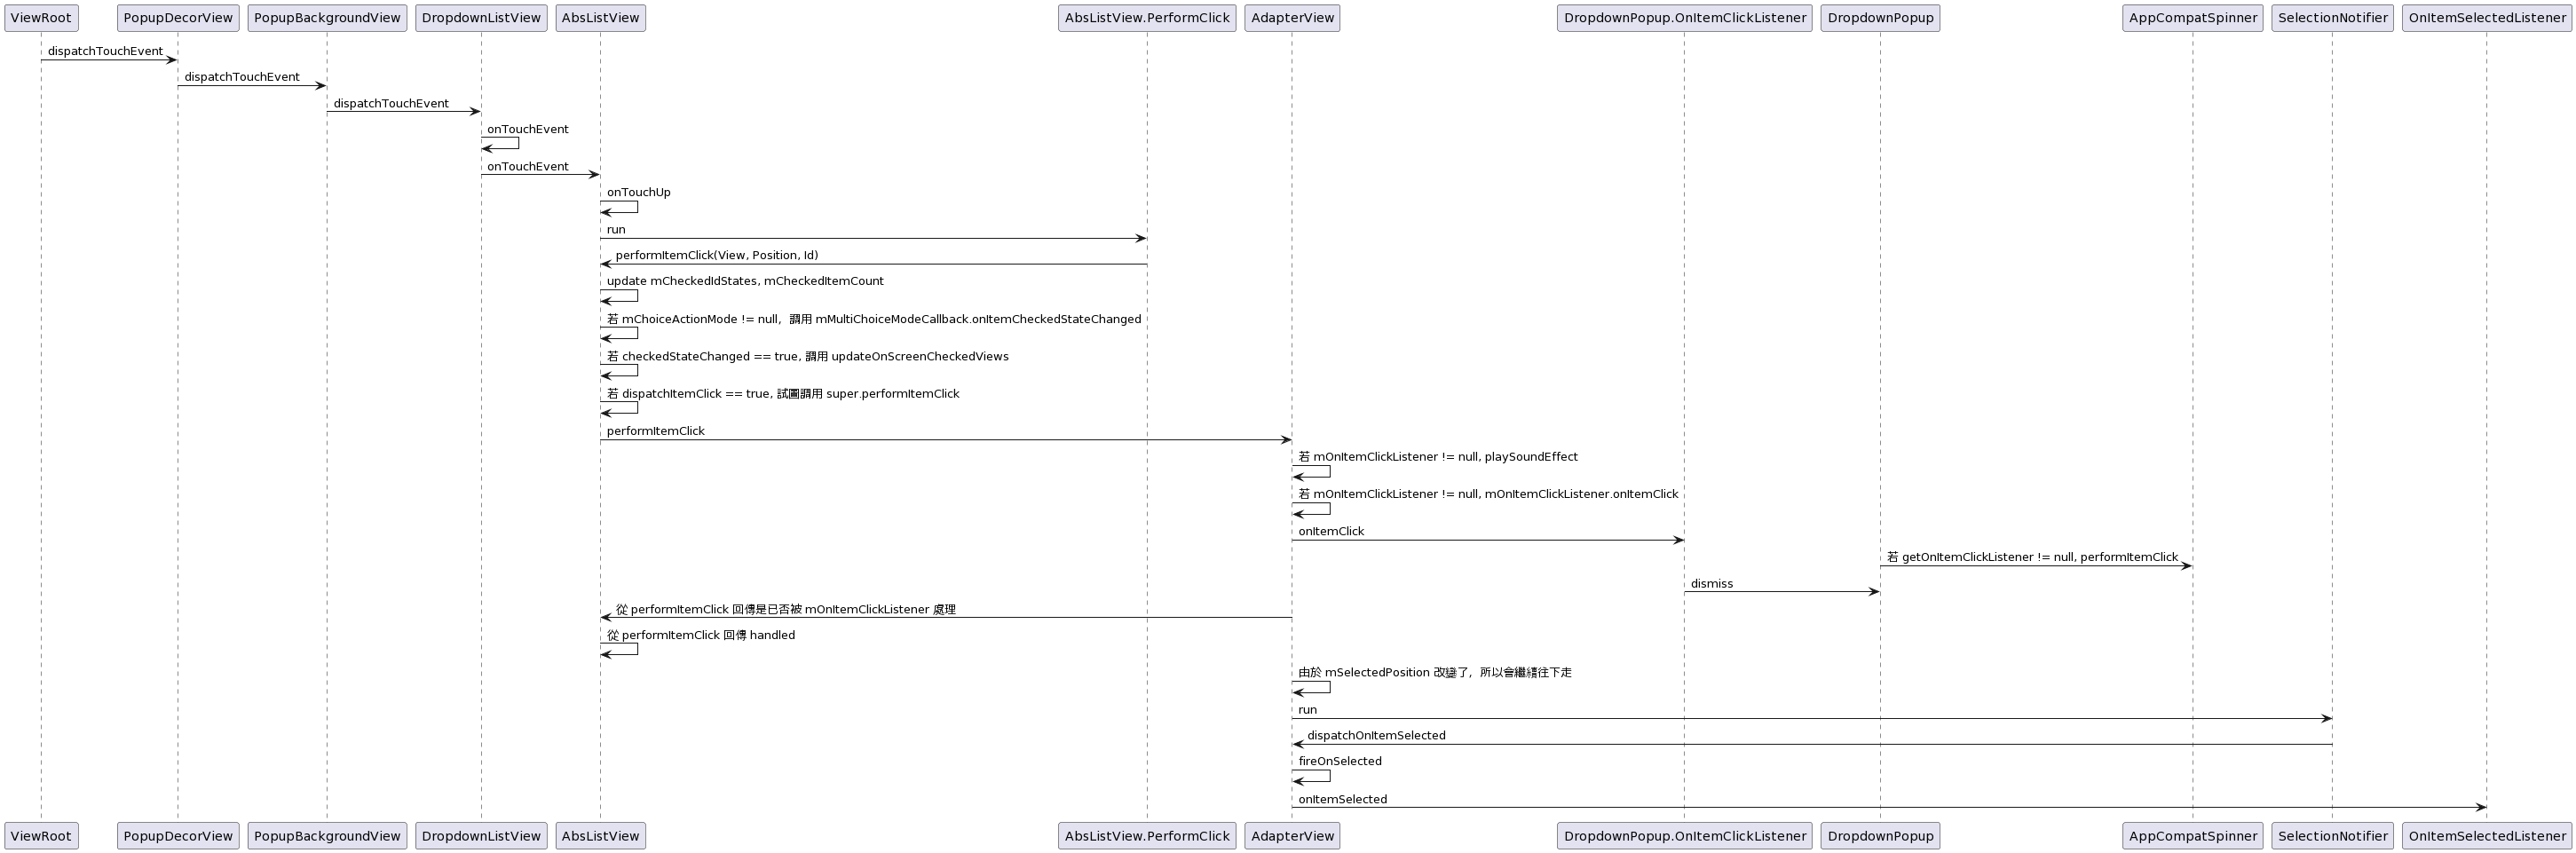 ViewRoot
PopupDecorView
PopupBackgroundView
DropdownListView
AbsListView
AbsListView.PerformClick
AdapterView
DropdownPopup.OnItemClickListener
DropdownPopup
AppCompatSpinner
SelectionNotifier
OnItemSelectedListener
dispatchTouchEvent
dispatchTouchEvent
dispatchTouchEvent
onTouchEvent
onTouchEvent
onTouchUp
run
performItemClick(View, Position, Id)
update mCheckedIdStates, mCheckedItemCount
若 mChoiceActionMode != null，調用 mMultiChoiceModeCallback.onItemCheckedStateChanged
若 checkedStateChanged == true, 調用 updateOnScreenCheckedViews
若 dispatchItemClick == true, 試圖調用 super.performItemClick
performItemClick
若 mOnItemClickListener != null, playSoundEffect
若 mOnItemClickListener != null, mOnItemClickListener.onItemClick
onItemClick
若 getOnItemClickListener != null, performItemClick
dismiss
從 performItemClick 回傳是已否被 mOnItemClickListener 處理
從 performItemClick 回傳 handled
由於 mSelectedPosition 改變了，所以會繼續往下走
run
dispatchOnItemSelected
fireOnSelected
onItemSelected
ViewRoot
PopupDecorView
PopupBackgroundView
DropdownListView
AbsListView
AbsListView.PerformClick
AdapterView
DropdownPopup.OnItemClickListener
DropdownPopup
AppCompatSpinner
SelectionNotifier
OnItemSelectedListener